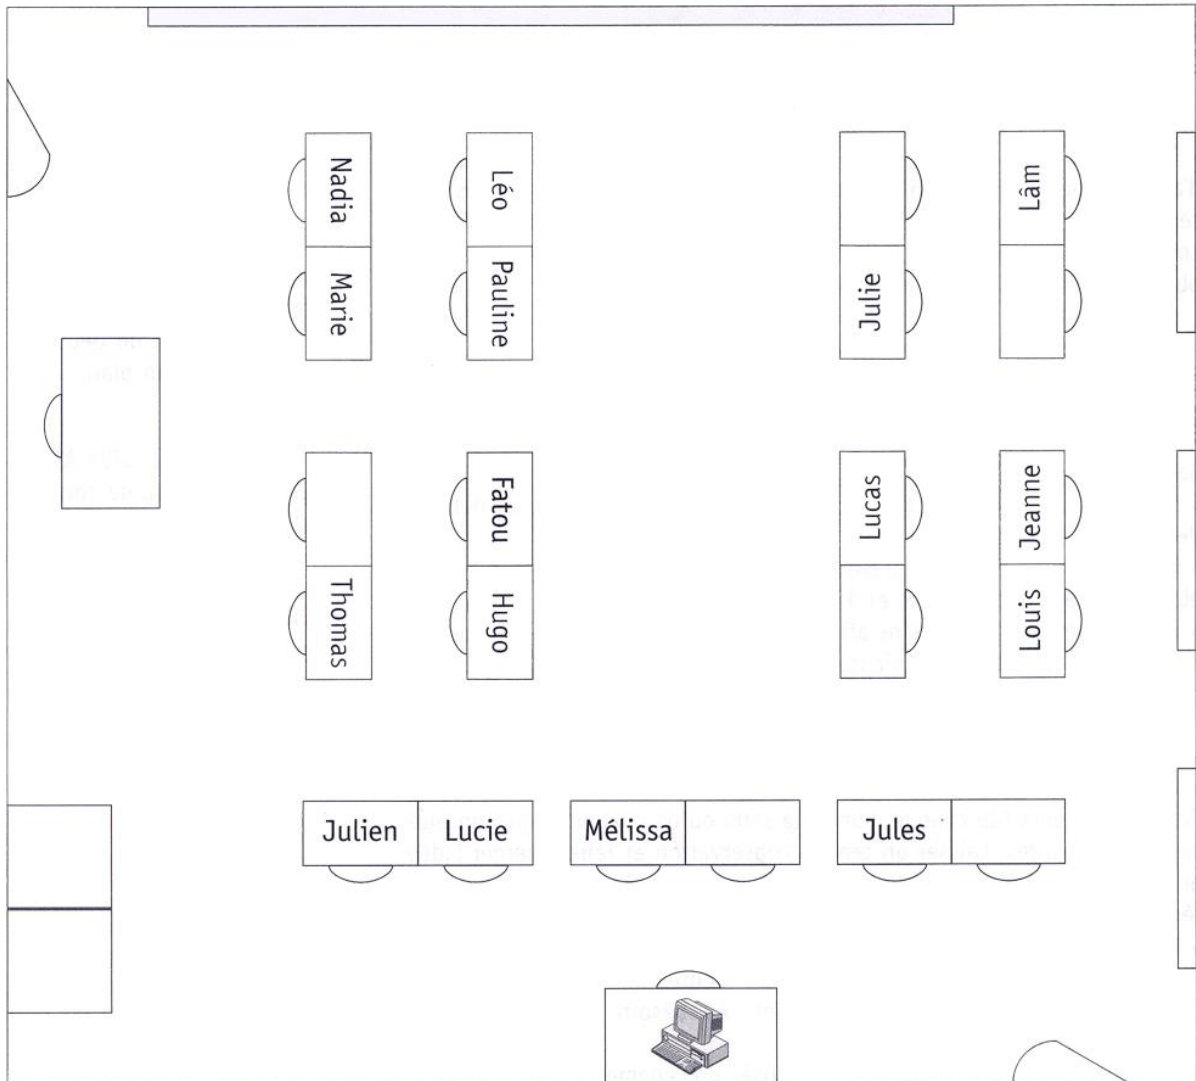 Nadia
Léo
Lâm
Marie
Pauline
Julie
Fatou
Lucas
Jeanne
Thomas
Hugo
Louis
Julien
Lucie
Mélissa
Jules